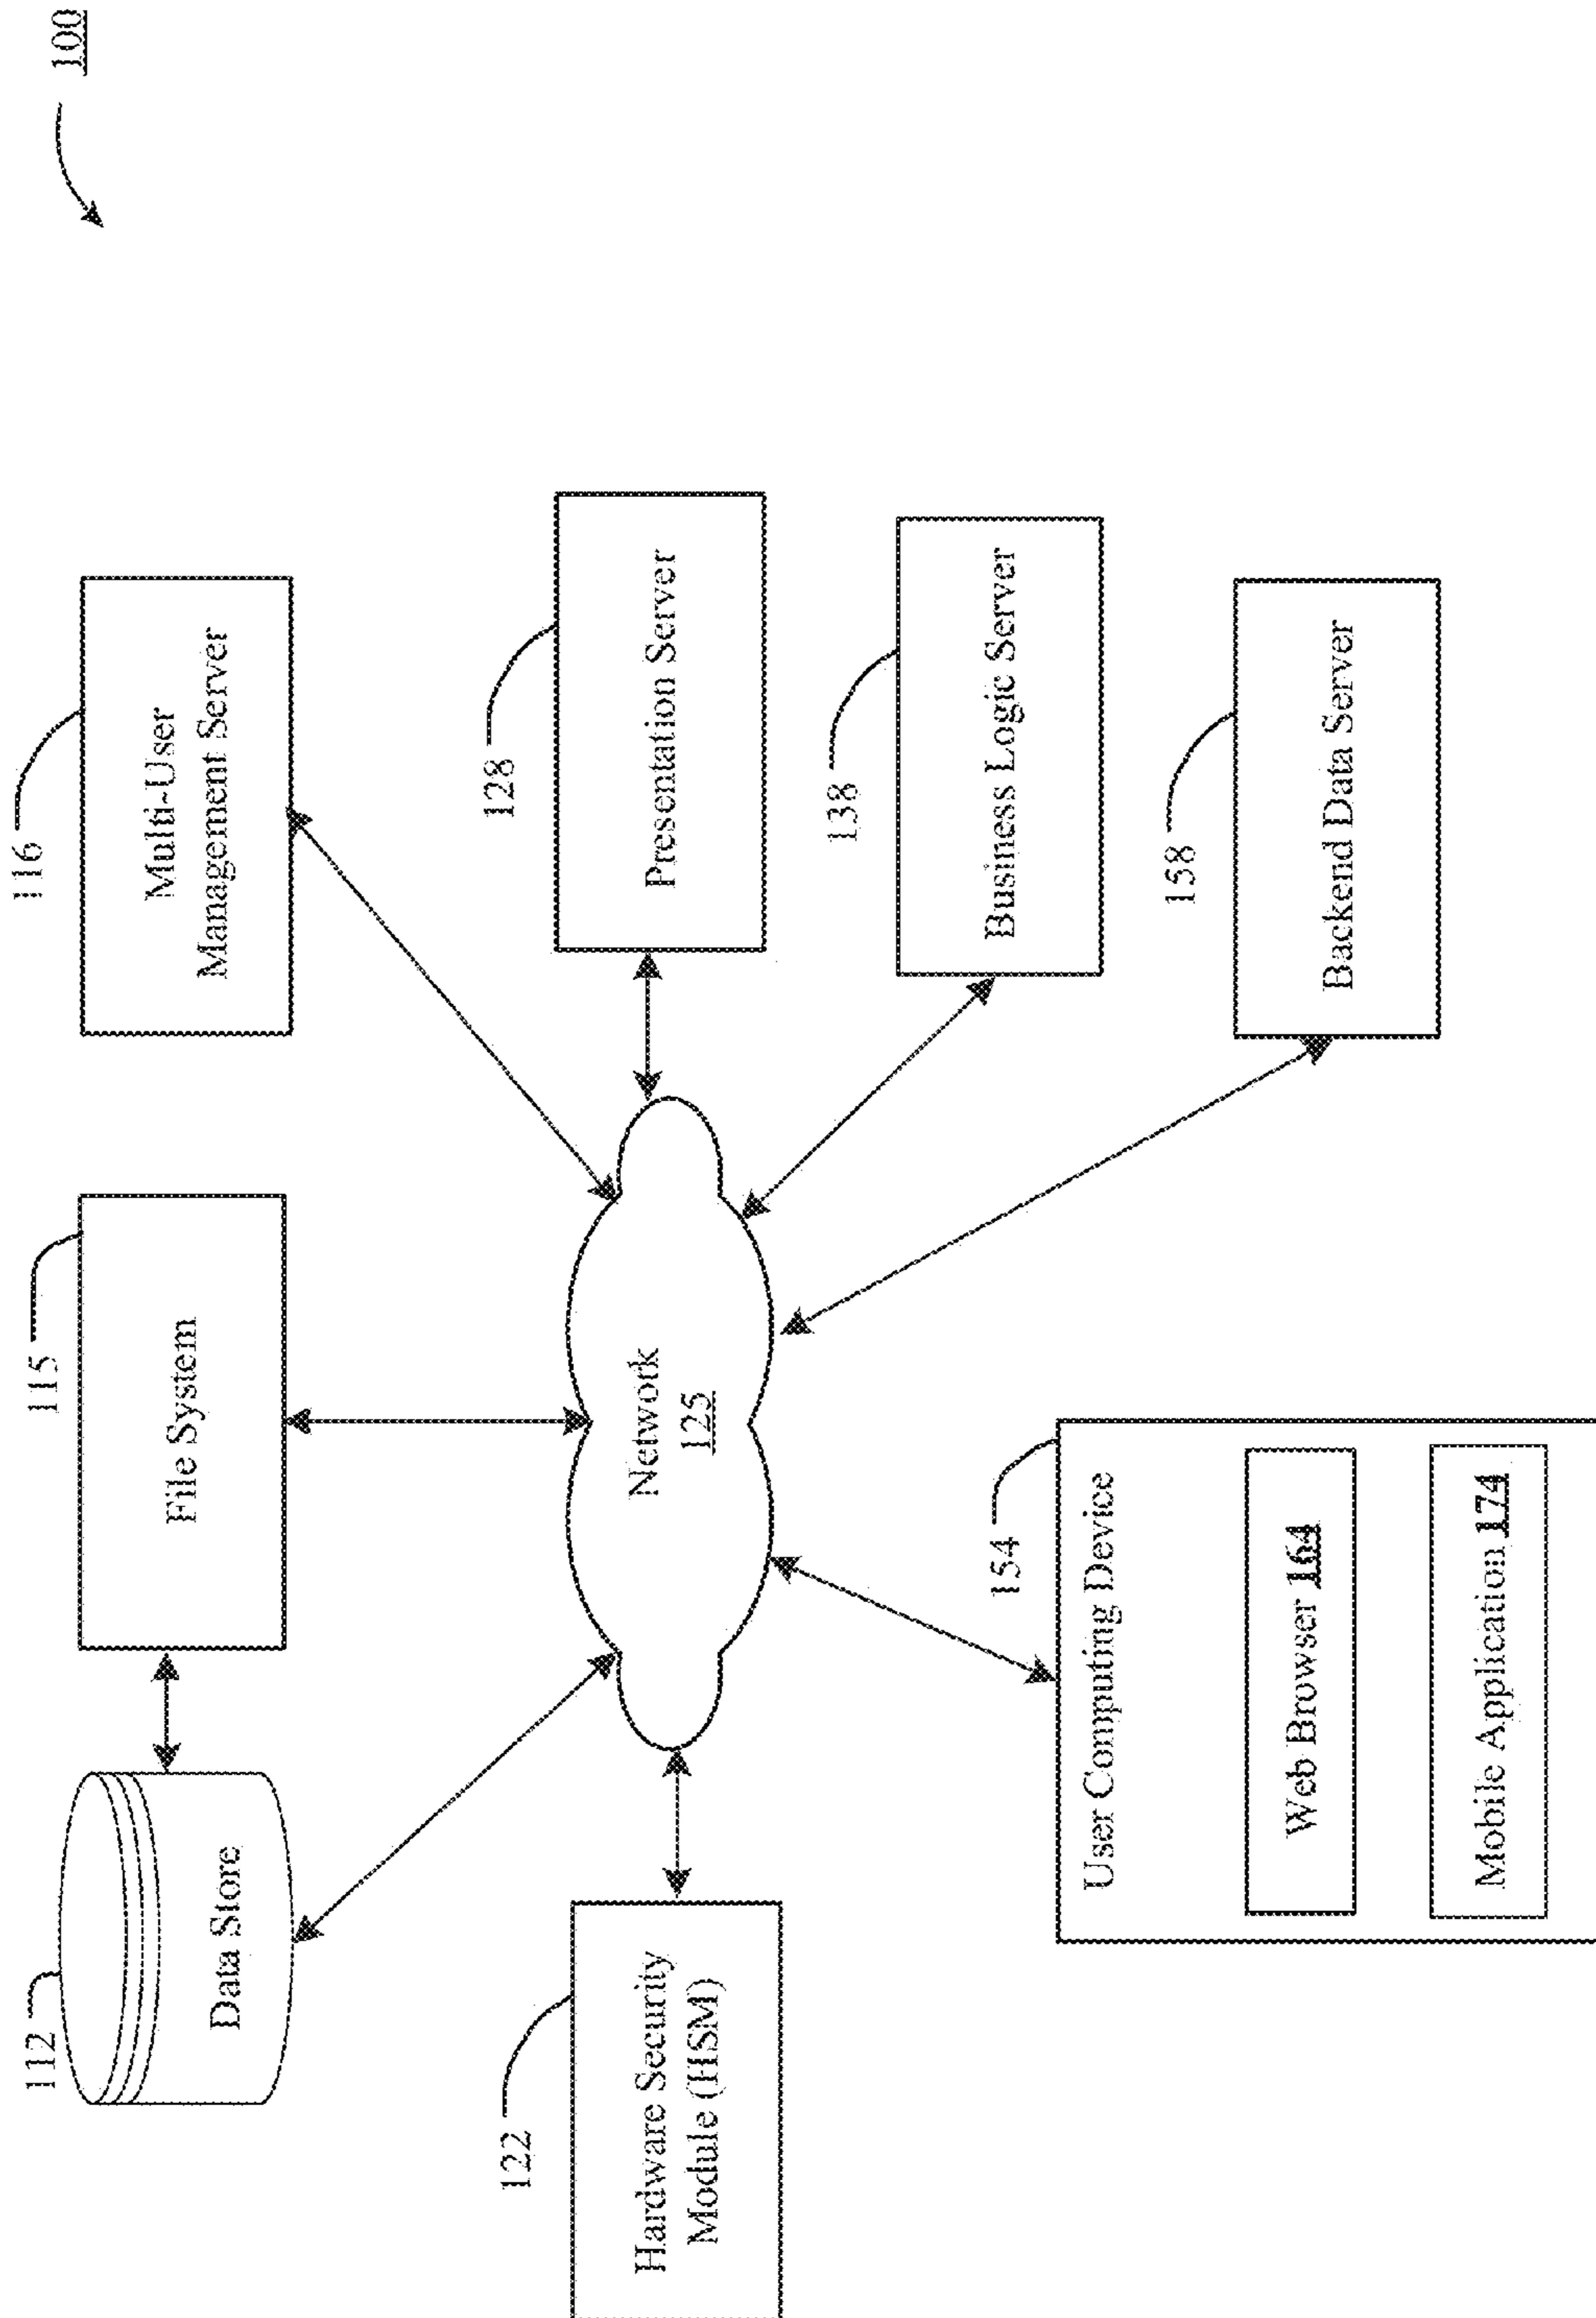 100
112
Data Store
115
File System
116
Multi-User
Management Server
122
Hardware Security
Module (HSM)
Network
125
128
Presentation Server
138
Business Logic Server
158
Backend Data Server
154
User Computing Device
Web Browser 164
Mobile Application 174